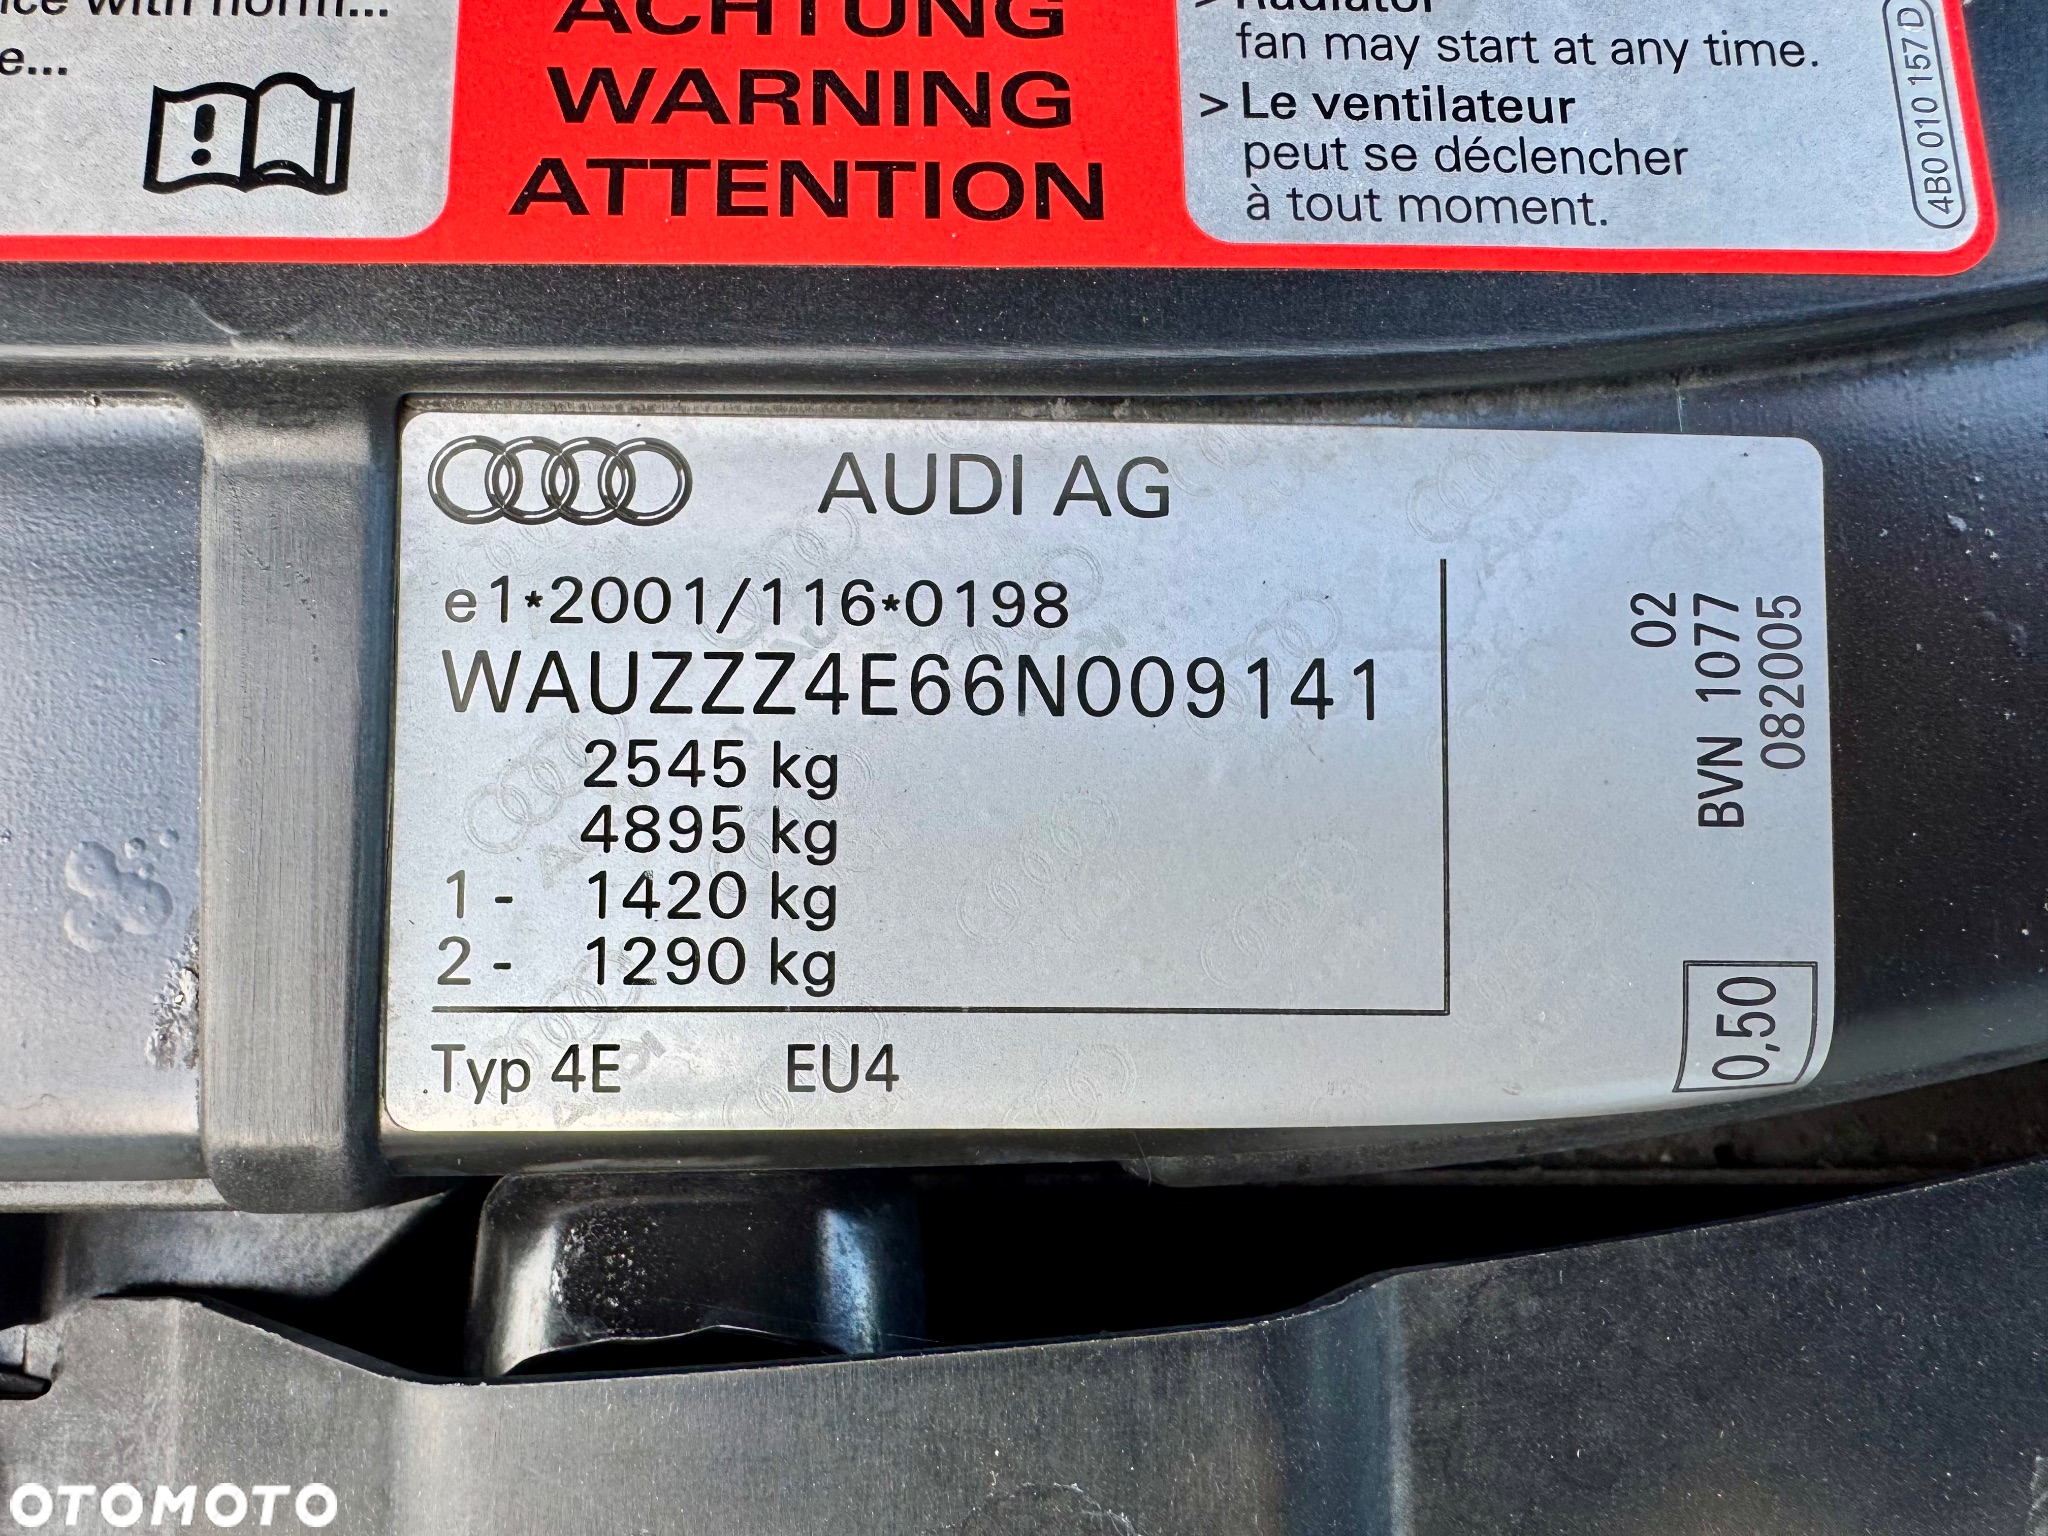 with norm...
e...
ACHTUNG
WARNING
ATTENTION
> Radiator
fan may start at any time.
> Le ventilateur
peut se déclencher
à tout moment.
4B0 010 157 D
AUDI AG
e1*2001/116*0198
WAUZZZ4E66N009141
2545 kg
4895 kg
1 - 1420 kg
2 - 1290 kg
Typ 4E EU4
02
BVN 1077
082005
0,50
OTOMOTO